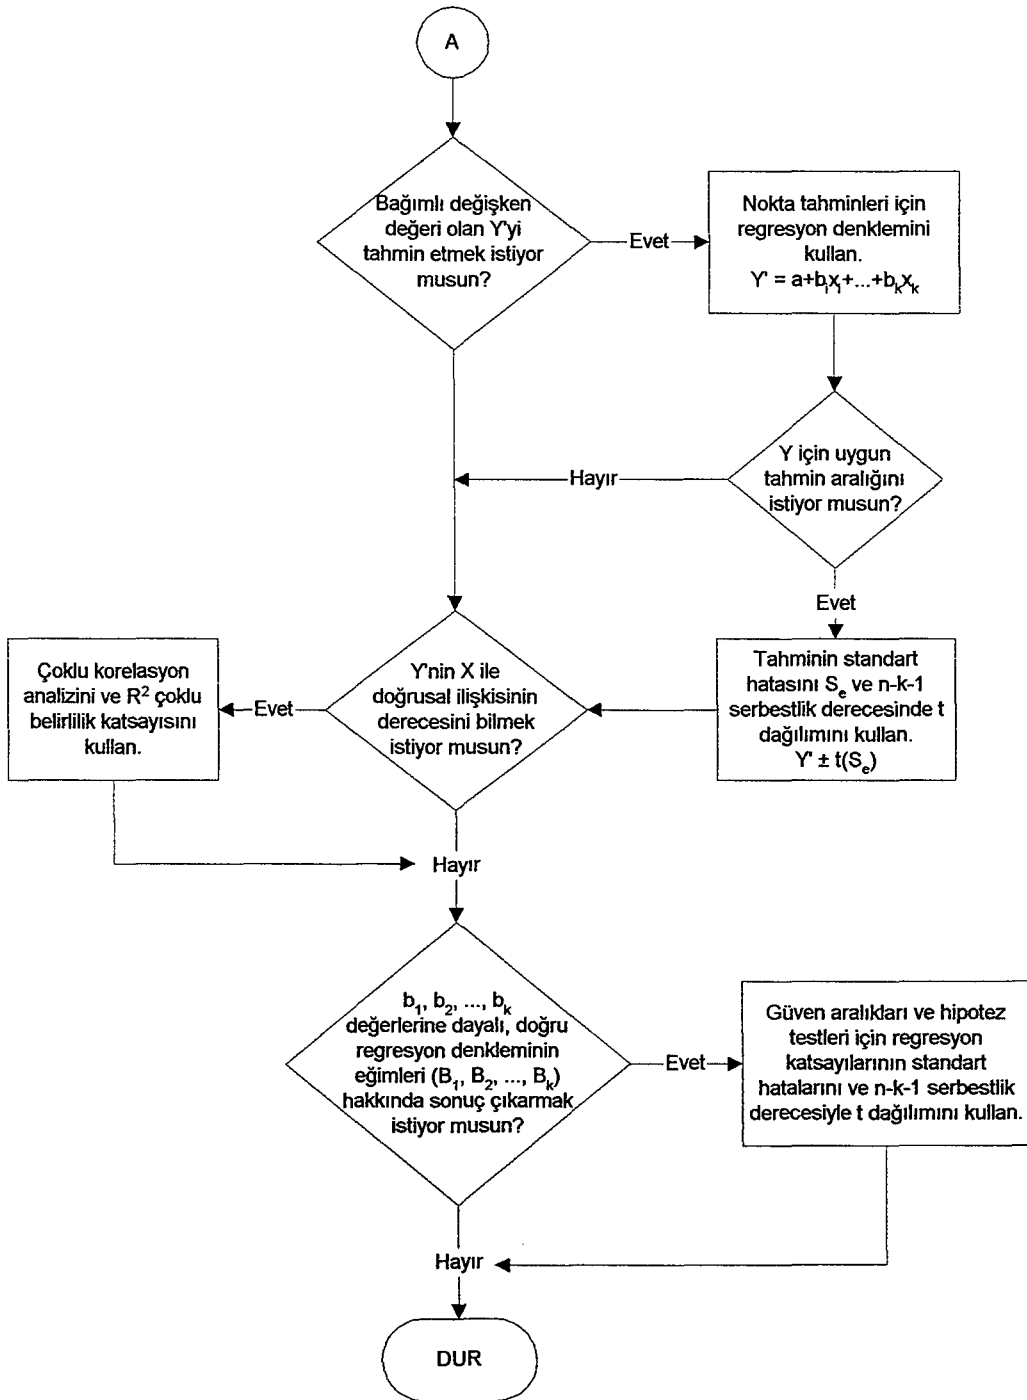 A
Bağımlı değişken
değeri olan Y'yi
tahmin etmek istiyor
musun?
Evet
Nokta tahminleri için
regresyon denklemini
kullan.
Y' = a+bᵢxᵢ+...+bₖxₖ
Y için uygun
tahmin aralığını
istiyor musun?
Hayır
Evet
Tahminin standart
hatasını Sₑ ve n-k-1
serbestlik derecesinde t
dağılımını kullan.
Y' ± t(Sₑ)
Y'nin X ile
doğrusal ilişkisinin
derecesini bilmek
istiyor musun?
Evet
Çoklu korelasyon
analizini ve R² çoklu
belirlilik katsayısını
kullan.
Hayır
b₁, b₂, ..., bₖ
değerlerine dayalı, doğru
regresyon denkleminin
eğimleri (B₁, B₂, ..., Bₖ)
hakkında sonuç çıkarmak
istiyor musun?
Evet
Güven aralıkları ve hipotez
testleri için regresyon
katsayılarının standart
hatalarını ve n-k-1 serbestlik
derecesiyle t dağılımını kullan.
Hayır
DUR